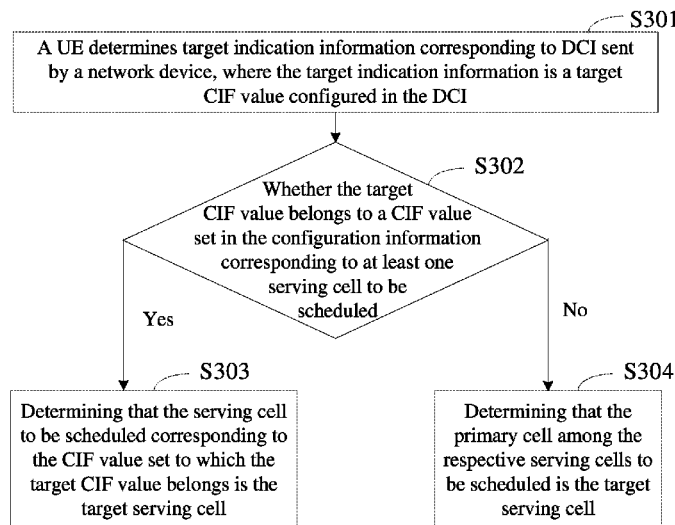 S301
A UE determines target indication information corresponding to DCI sent
by a network device, where the target indication information is a target
CIF value configured in the DCI
S302
Whether the target
CIF value belongs to a CIF value
set in the configuration information
corresponding to at least one
serving cell to be
scheduled
Yes
No
S303
Determining that the serving cell
to be scheduled corresponding to
the CIF value set to which the
target CIF value belongs is the
target serving cell
S304
Determining that the
primary cell among the
respective serving cells to
be scheduled is the target
serving cell